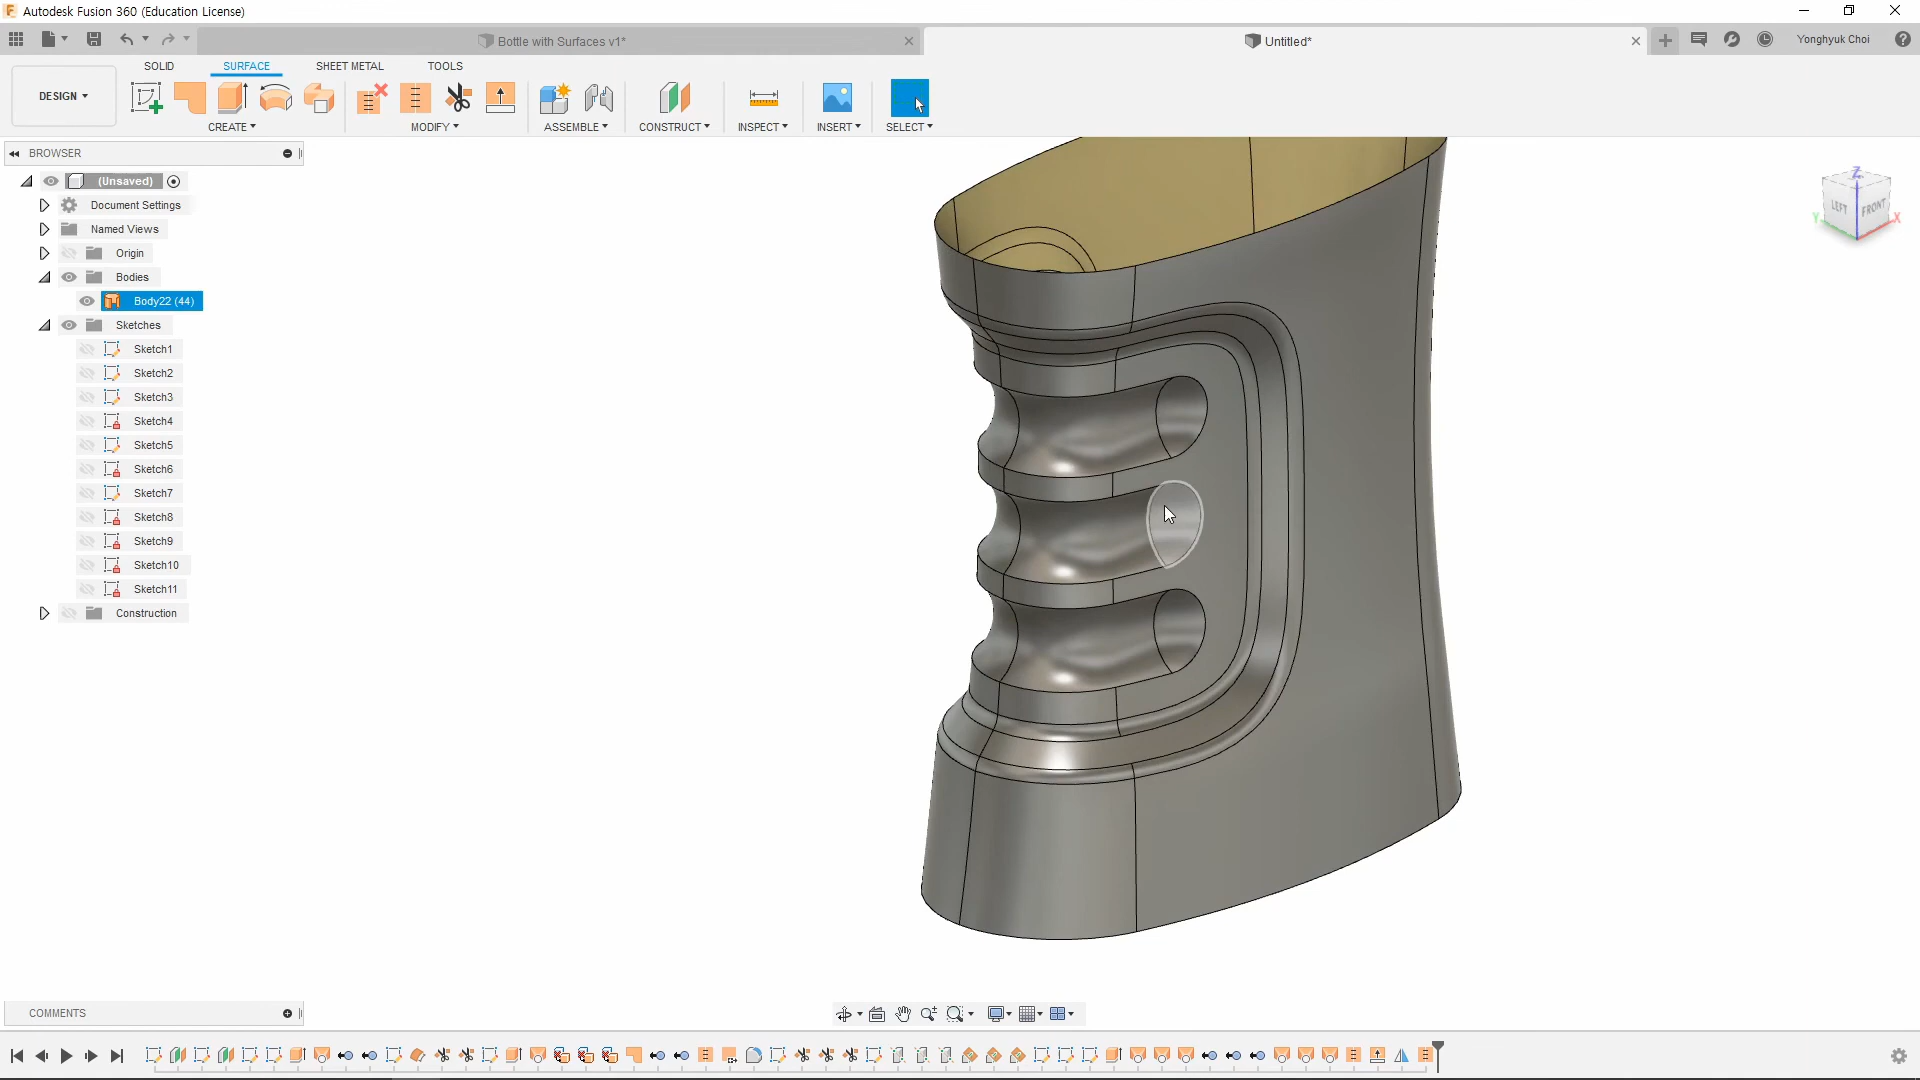 Autodesk Fusion 360 (Education License)
Bottle with Surfaces v1*
Untitled*
Yonghyuk Choi
SOLID
SURFACE
SHEET METAL
TOOLS
DESIGN
CREATE
MODIFY
ASSEMBLE
CONSTRUCT
INSPECT
INSERT
SELECT
BROWSER
(Unsaved)
Document Settings
Named Views
Origin
Bodies
Body22 (44)
Sketches
Sketch1
Sketch2
Sketch3
Sketch4
Sketch5
Sketch6
Sketch7
Sketch8
Sketch9
Sketch10
Sketch11
Construction
Z
LEFT
FRONT
Y
X
COMMENTS